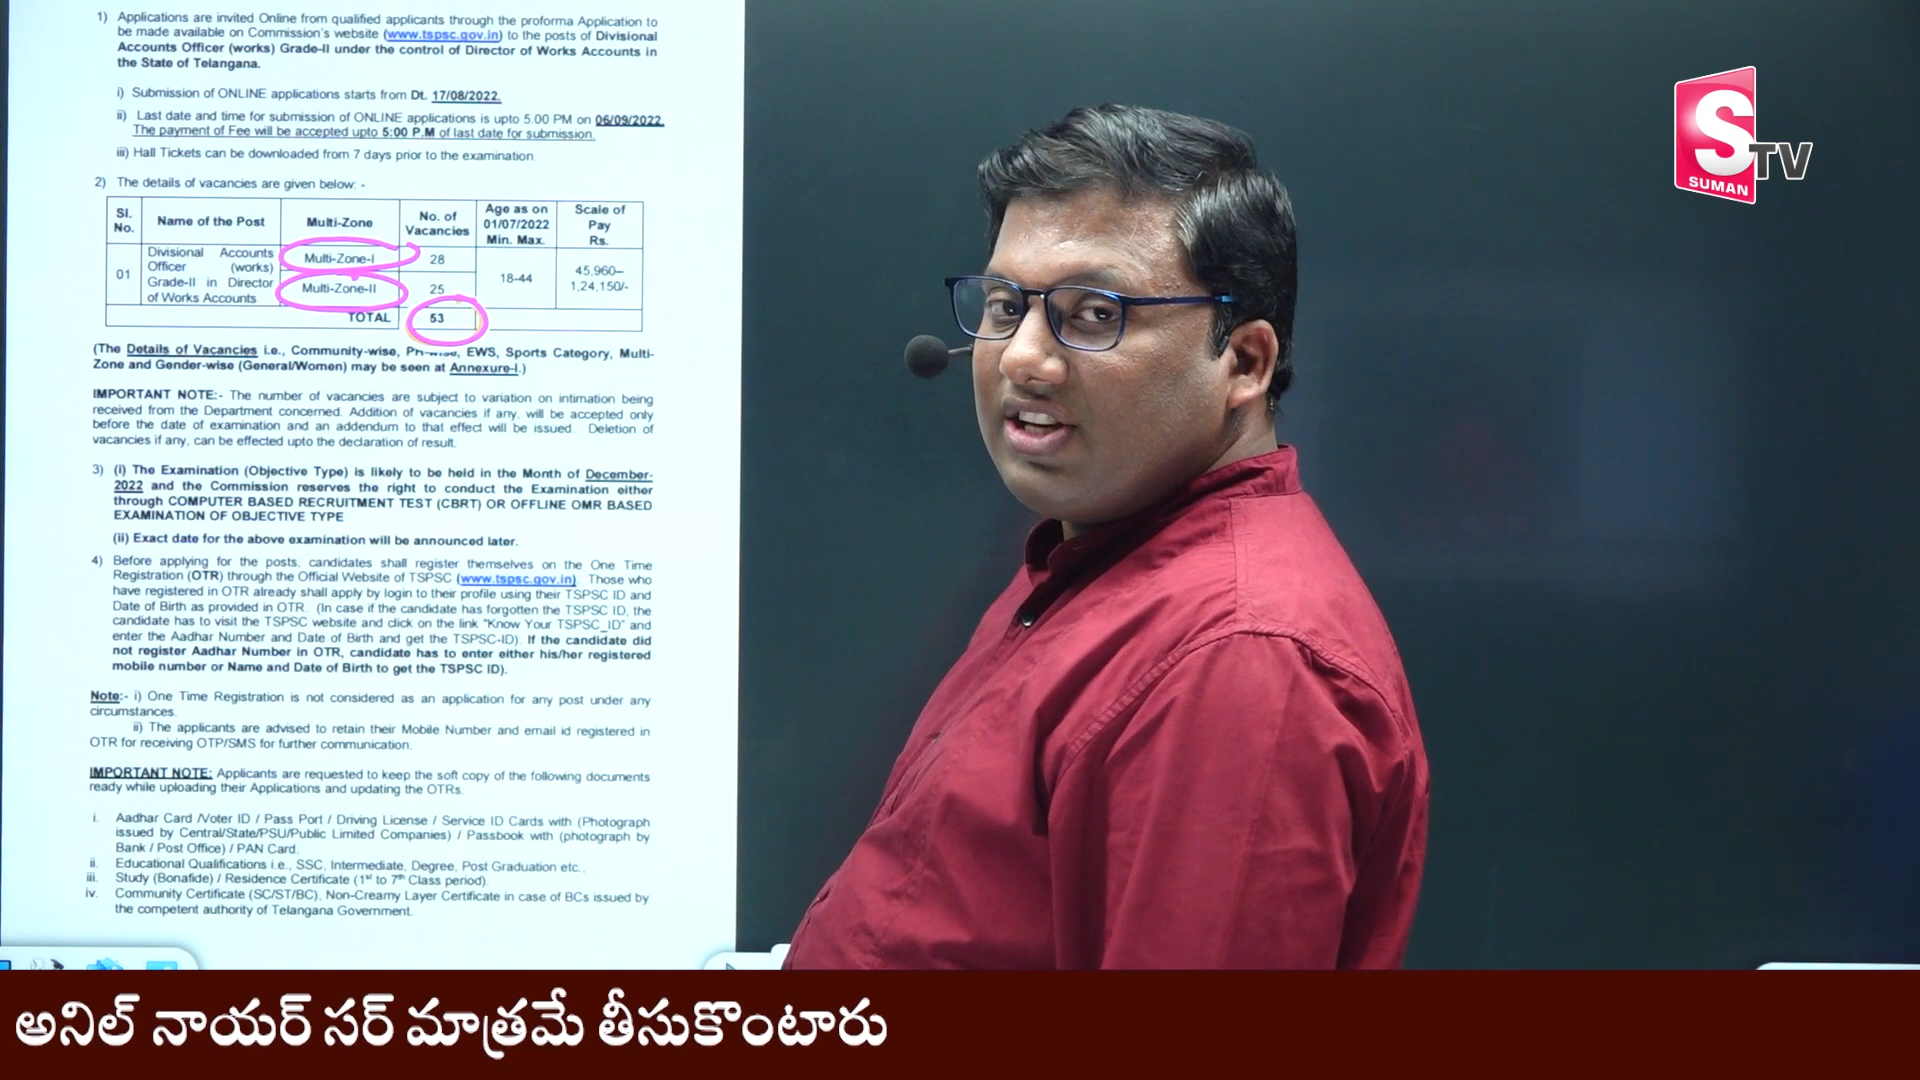 1) Applications are invited Online from qualified applicants through the proforma Application to
be made available on Commission's website (www.tspsc.gov.in) to the posts of Divisional
Accounts Officer (works) Grade-II under the control of Director of Works Accounts in
the State of Telangana.
i) Submission of ONLINE applications starts from Dt. 17/08/2022.
ii) Last date and time for submission of ONLINE applications is upto 5.00 PM on 06/09/2022.
The payment of Fee will be accepted upto 5:00 P.M of last date for submission.
iii) Hall Tickets can be downloaded from 7 days prior to the examination.
2) The details of vacancies are given below: -
Sl. No. Name of the Post Multi-Zone No. of Vacancies Age as on 01/07/2022 Min. Max. Scale of Pay Rs.
01 Divisional Accounts Officer (works) Grade-II in Director of Works Accounts Multi-Zone-I 28 18-44 45,960–1,24,150/-
Multi-Zone-II 25
TOTAL 53
(The Details of Vacancies i.e., Community-wise, PH-wise, EWS, Sports Category, Multi-
Zone and Gender-wise (General/Women) may be seen at Annexure-I.)
IMPORTANT NOTE:- The number of vacancies are subject to variation on intimation being
received from the Department concerned. Addition of vacancies if any, will be accepted only
before the date of examination and an addendum to that effect will be issued. Deletion of
vacancies if any, can be effected upto the declaration of result.
3) (i) The Examination (Objective Type) is likely to be held in the Month of December-
2022 and the Commission reserves the right to conduct the Examination either
through COMPUTER BASED RECRUITMENT TEST (CBRT) OR OFFLINE OMR BASED
EXAMINATION OF OBJECTIVE TYPE
(ii) Exact date for the above examination will be announced later.
4) Before applying for the posts, candidates shall register themselves on the One Time
Registration (OTR) through the Official Website of TSPSC (www.tspsc.gov.in). Those who
have registered in OTR already shall apply by login to their profile using their TSPSC ID and
Date of Birth as provided in OTR. (In case if the candidate has forgotten the TSPSC ID, the
candidate has to visit the TSPSC website and click on the link "Know Your TSPSC_ID" and
enter the Aadhar Number and Date of Birth and get the TSPSC-ID). If the candidate did
not register Aadhar Number in OTR, candidate has to enter either his/her registered
mobile number or Name and Date of Birth to get the TSPSC ID).
Note:- i) One Time Registration is not considered as an application for any post under any
circumstances.
ii) The applicants are advised to retain their Mobile Number and email id registered in
OTR for receiving OTP/SMS for further communication.
IMPORTANT NOTE: Applicants are requested to keep the soft copy of the following documents
ready while uploading their Applications and updating the OTRs.
i. Aadhar Card /Voter ID / Pass Port / Driving License / Service ID Cards with (Photograph
issued by Central/State/PSU/Public Limited Companies) / Passbook with (photograph by
Bank / Post Office) / PAN Card.
ii. Educational Qualifications i.e., SSC, Intermediate, Degree, Post Graduation etc.,
iii. Study (Bonafide) / Residence Certificate (1st to 7th Class period).
iv. Community Certificate (SC/ST/BC), Non-Creamy Layer Certificate in case of BCs issued by
the competent authority of Telangana Government.
S TV
SUMAN
అనిల్ నాయర్ సర్ మాత్రమే తీసుకొంటారు